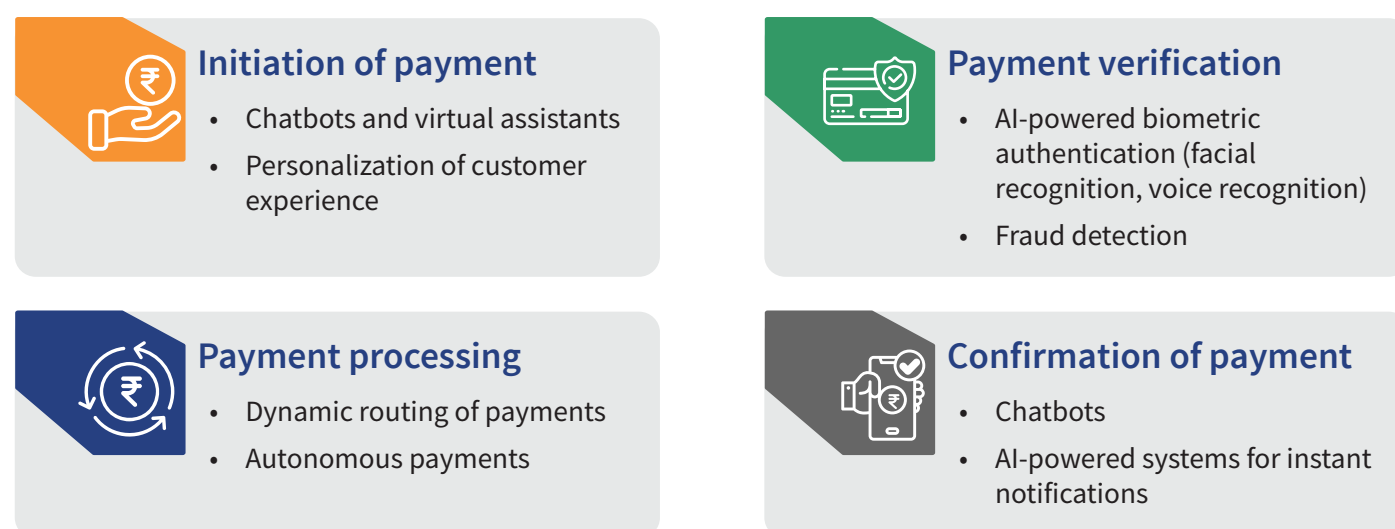 Initiation of payment
• Chatbots and virtual assistants
• Personalization of customer
experience
Payment verification
• AI-powered biometric
authentication (facial
recognition, voice recognition)
• Fraud detection
Payment processing
• Dynamic routing of payments
• Autonomous payments
Confirmation of payment
• Chatbots
• AI-powered systems for instant
notifications
₹
₹
₹